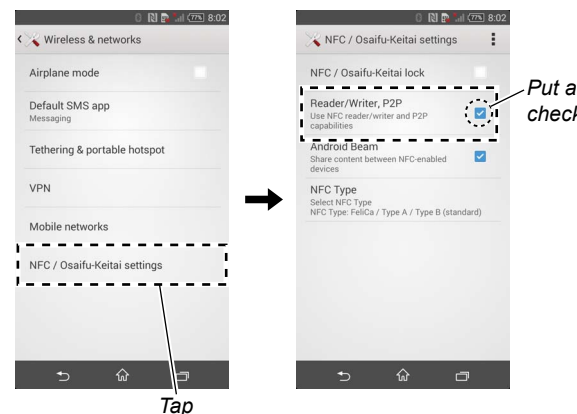 77% 8:02
Wireless & networks
Airplane mode
Default SMS app
Messaging
Tethering & portable hotspot
VPN
Mobile networks
NFC / Osaifu-Keitai settings
Tap
77% 8:02
NFC / Osaifu-Keitai settings
NFC / Osaifu-Keitai lock
Reader/Writer, P2P
Use NFC reader/writer and P2P
capabilities
Android Beam
Share content between NFC-enabled
devices
NFC Type
Select NFC Type
NFC Type: FeliCa / Type A / Type B (standard)
Put a
check